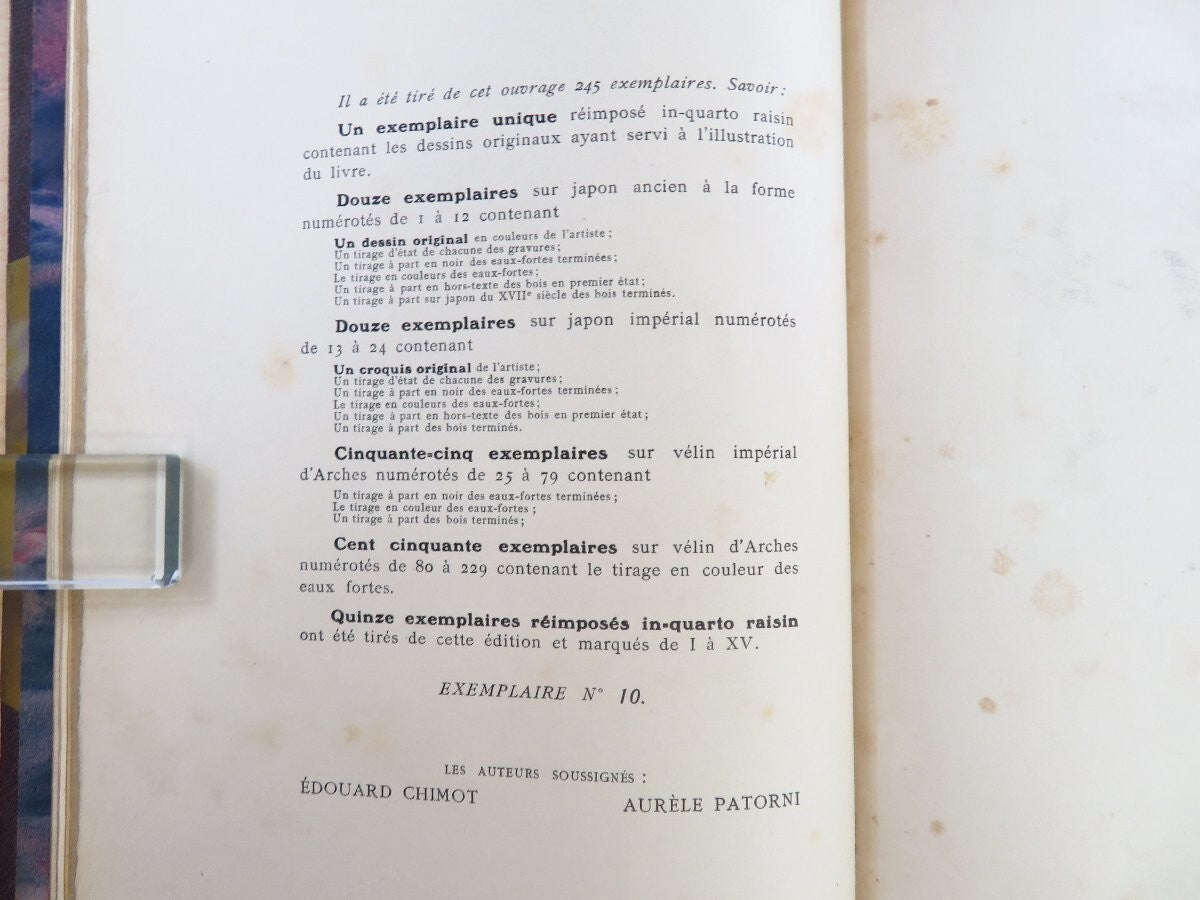 Il a été tiré de cet ouvrage 245 exemplaires. Savoir :
Un exemplaire unique réimposé in-quarto raisin
contenant les dessins originaux ayant servi à l'illustration
du livre.
Douze exemplaires sur japon ancien à la forme
numérotés de 1 à 12 contenant
Un dessin original en couleurs de l'artiste ;
Un tirage d'état de chacune des gravures ;
Un tirage à part en noir des eaux-fortes terminées ;
Le tirage en couleurs des eaux-fortes ;
Un tirage à part en hors-texte des bois en premier état ;
Un tirage à part sur japon du XVIIe siècle des bois terminés.
Douze exemplaires sur japon impérial numérotés
de 13 à 24 contenant
Un croquis original de l'artiste ;
Un tirage d'état de chacune des gravures ;
Un tirage à part en noir des eaux-fortes terminées ;
Le tirage en couleurs des eaux-fortes ;
Un tirage à part en hors-texte des bois en premier état ;
Un tirage à part des bois terminés.
Cinquante-cinq exemplaires sur vélin impérial
d'Arches numérotés de 25 à 79 contenant
Un tirage à part en noir des eaux-fortes terminées ;
Le tirage en couleur des eaux-fortes ;
Un tirage à part des bois terminés ;
Cent cinquante exemplaires sur vélin d'Arches
numérotés de 80 à 229 contenant le tirage en couleur des
eaux fortes.
Quinze exemplaires réimposés in-quarto raisin
ont été tirés de cette édition et marqués de I à XV.
EXEMPLAIRE N° 10.
LES AUTEURS SOUSSIGNÉS :
ÉDOUARD CHIMOT AURÈLE PATORNI